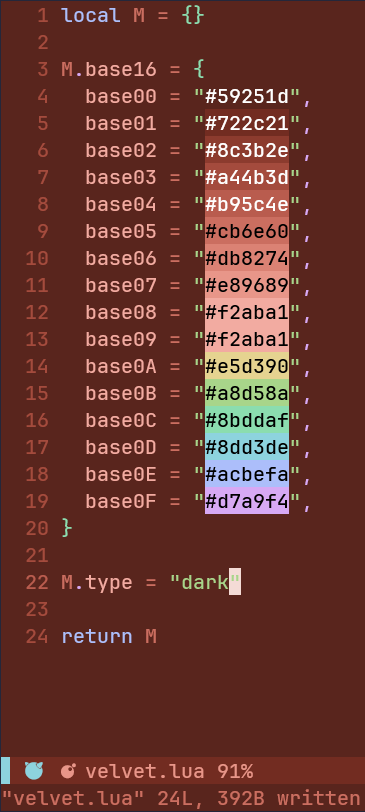 1 local M = {}
2
3 M.base16 = {
4   base00 = "#59251d",
5   base01 = "#722c21",
6   base02 = "#8c3b2e",
7   base03 = "#a44b3d",
8   base04 = "#b95c4e",
9   base05 = "#cb6e60",
10   base06 = "#db8274",
11   base07 = "#e89689",
12   base08 = "#f2aba1",
13   base09 = "#f2aba1",
14   base0A = "#e5d390",
15   base0B = "#a8d58a",
16   base0C = "#8bddaf",
17   base0D = "#8dd3de",
18   base0E = "#acbefa",
19   base0F = "#d7a9f4",
20 }
21
22 M.type = "dark"
23
24 return M
velvet.lua 91%
"velvet.lua" 24L, 392B written